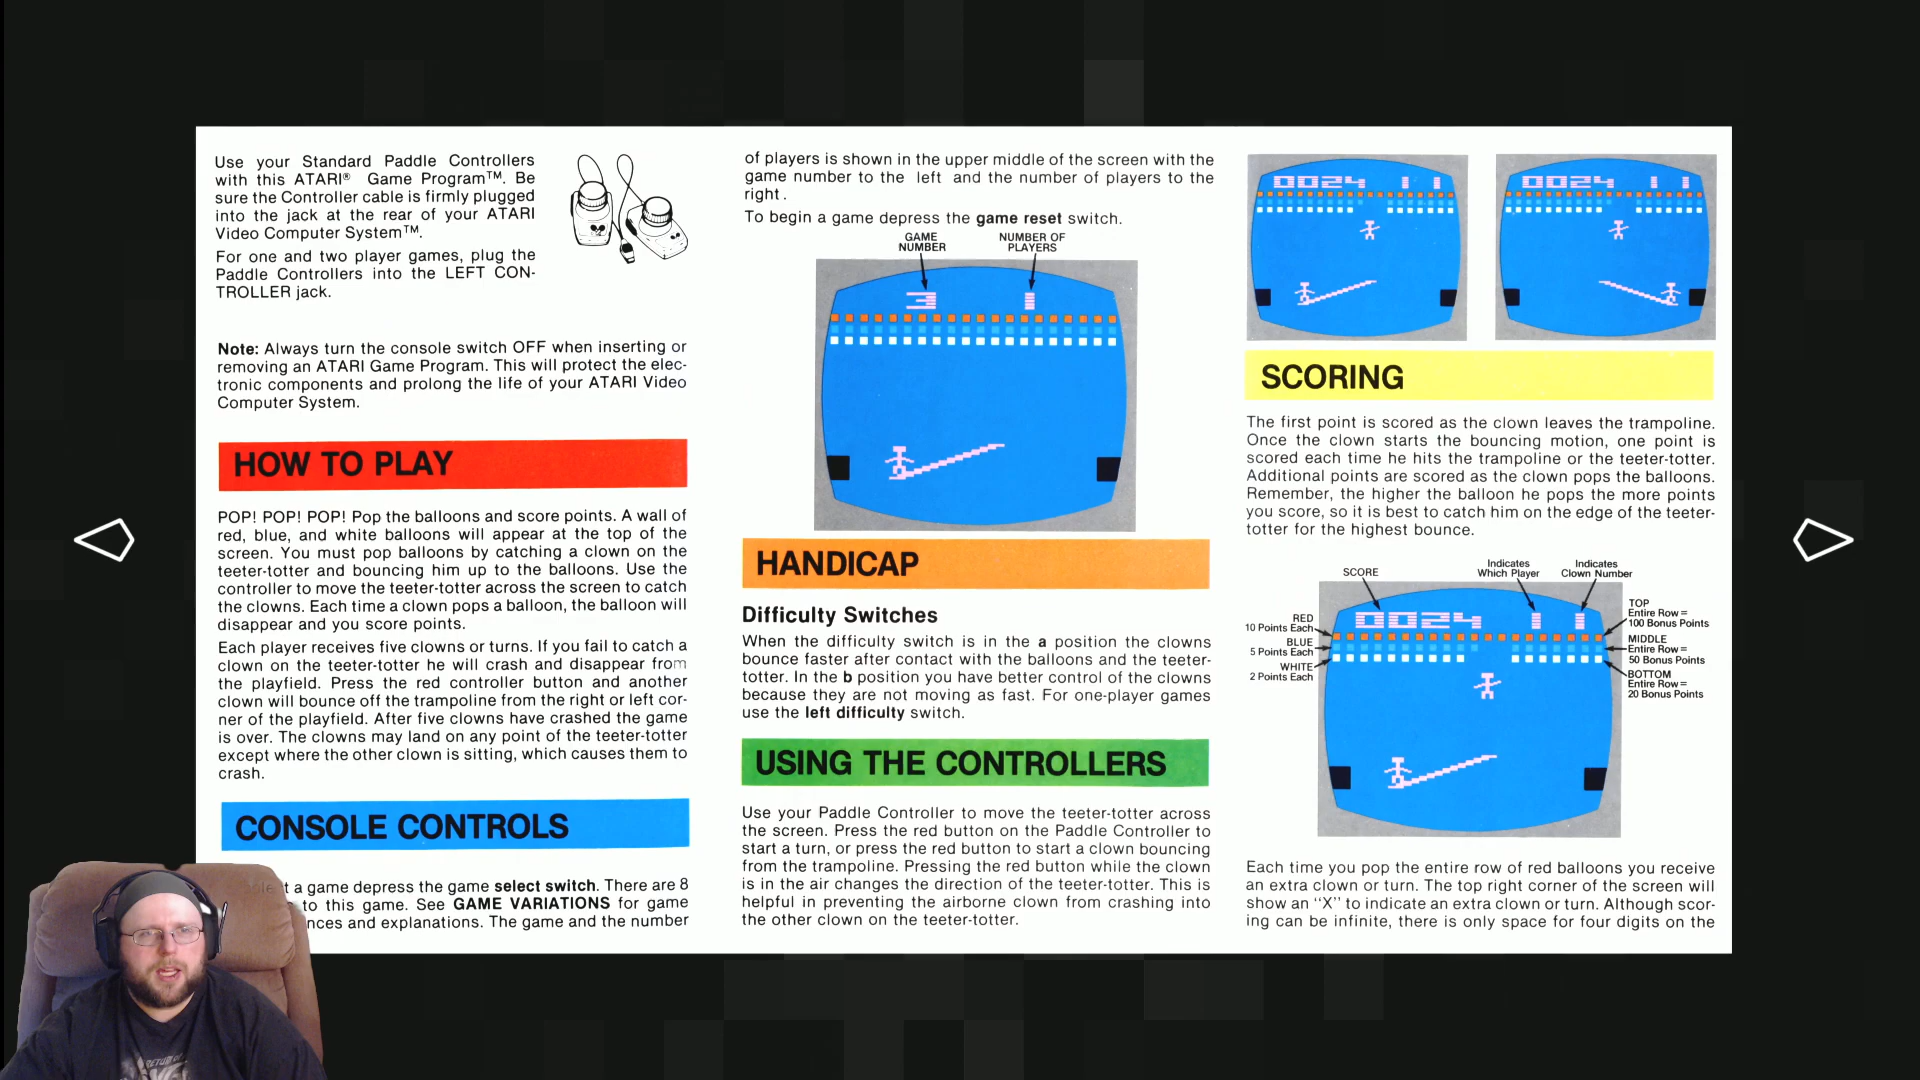 Use your Standard Paddle Controllers
with this ATARI® Game Program™. Be
sure the Controller cable is firmly plugged
into the jack at the rear of your ATARI
Video Computer System™.
For one and two player games, plug the
Paddle Controllers into the LEFT CON-
TROLLER jack.
Note: Always turn the console switch OFF when inserting or
removing an ATARI Game Program. This will protect the elec-
tronic components and prolong the life of your ATARI Video
Computer System.
HOW TO PLAY
POP! POP! POP! Pop the balloons and score points. A wall of
red, blue, and white balloons will appear at the top of the
screen. You must pop balloons by catching a clown on the
teeter-totter and bouncing him up to the balloons. Use the
controller to move the teeter-totter across the screen to catch
the clowns. Each time a clown pops a balloon, the balloon will
disappear and you score points.
Each player receives five clowns or turns. If you fail to catch a
clown on the teeter-totter he will crash and disappear from
the playfield. Press the red controller button and another
clown will bounce off the trampoline from the right or left cor-
ner of the playfield. After five clowns have crashed the game
is over. The clowns may land on any point of the teeter-totter
except where the other clown is sitting, which causes them to
crash.
CONSOLE CONTROLS
a game depress the game select switch. There are 8
to this game. See GAME VARIATIONS for game
and explanations. The game and the number
of players is shown in the upper middle of the screen with the
game number to the left and the number of players to the
right.
To begin a game depress the game reset switch.
GAME
NUMBER
NUMBER OF
PLAYERS
3 1
HANDICAP
Difficulty Switches
When the difficulty switch is in the a position the clowns
bounce faster after contact with the balloons and the teeter-
totter. In the b position you have better control of the clowns
because they are not moving as fast. For one-player games
use the left difficulty switch.
USING THE CONTROLLERS
Use your Paddle Controller to move the teeter-totter across
the screen. Press the red button on the Paddle Controller to
start a turn, or press the red button to start a clown bouncing
from the trampoline. Pressing the red button while the clown
is in the air changes the direction of the teeter-totter. This is
helpful in preventing the airborne clown from crashing into
the other clown on the teeter-totter.
0024 1 1
0024 1 1
SCORING
The first point is scored as the clown leaves the trampoline.
Once the clown starts the bouncing motion, one point is
scored each time he hits the trampoline or the teeter-totter.
Additional points are scored as the clown pops the balloons.
Remember, the higher the balloon he pops the more points
you score, so it is best to catch him on the edge of the teeter-
totter for the highest bounce.
SCORE
Indicates
Which Player
Indicates
Clown Number
0024 1 1
RED
10 Points Each
BLUE
5 Points Each
WHITE
2 Points Each
TOP
Entire Row =
100 Bonus Points
MIDDLE
Entire Row =
50 Bonus Points
BOTTOM
Entire Row =
20 Bonus Points
Each time you pop the entire row of red balloons you receive
an extra clown or turn. The top right corner of the screen will
show an "X" to indicate an extra clown or turn. Although scor-
ing can be infinite, there is only space for four digits on the